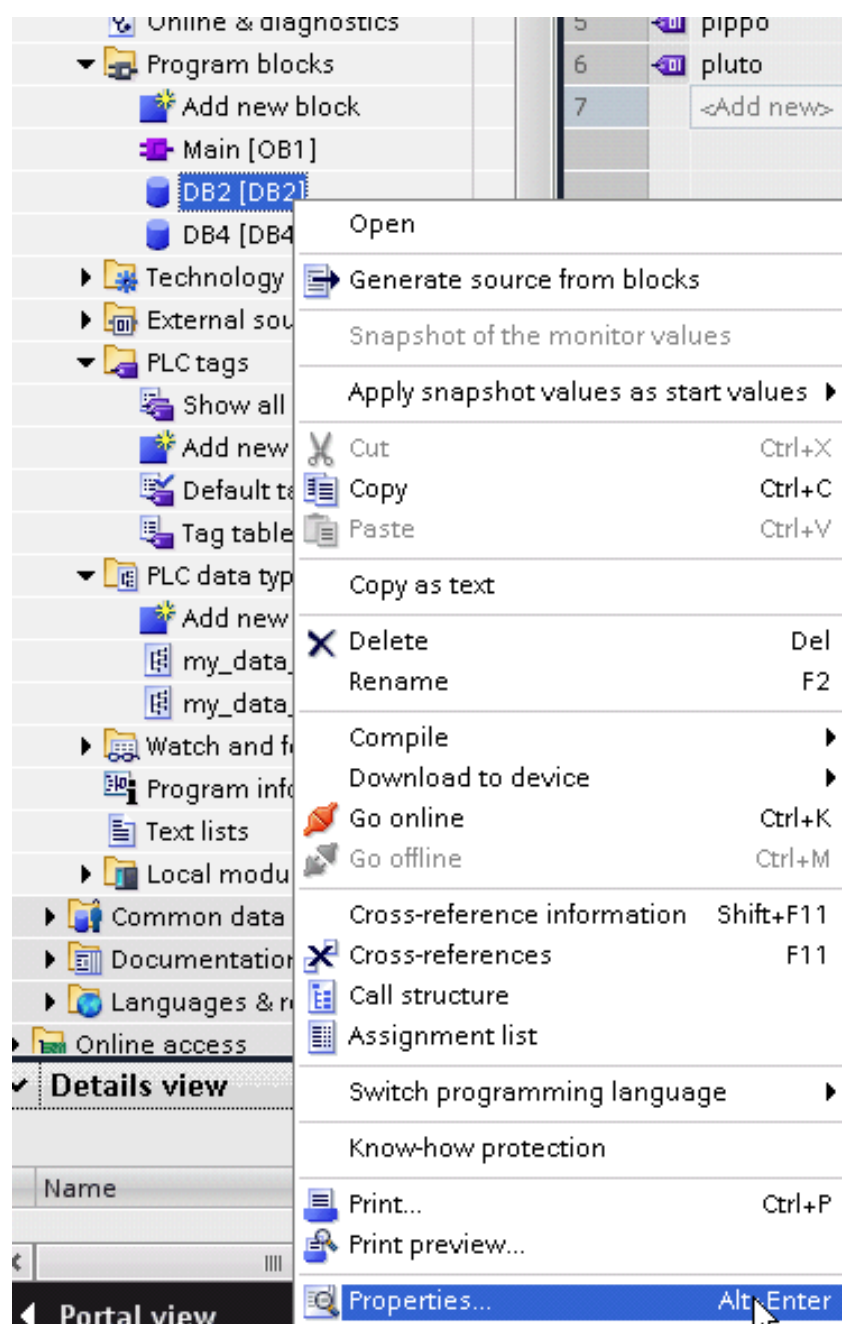 Online & diagnostics
5 pippo
Program blocks
6 pluto
Add new block
7 <Add new>
Main [OB1]
DB2 [DB2]
DB4 [DB4
Technology
External sou
PLC tags
Show all
Add new
Default ta
Tag table
PLC data typ
Add new
my_data_
my_data_
Watch and fo
Program info
Text lists
Local modu
Common data
Documentation
Languages & r
Online access
Details view
Name
Portal view
Open
Generate source from blocks
Snapshot of the monitor values
Apply snapshot values as start values
Cut Ctrl+X
Copy Ctrl+C
Paste Ctrl+V
Copy as text
Delete Del
Rename F2
Compile
Download to device
Go online Ctrl+K
Go offline Ctrl+M
Cross-reference information Shift+F11
Cross-references F11
Call structure
Assignment list
Switch programming language
Know-how protection
Print... Ctrl+P
Print preview...
Properties... Alt+Enter